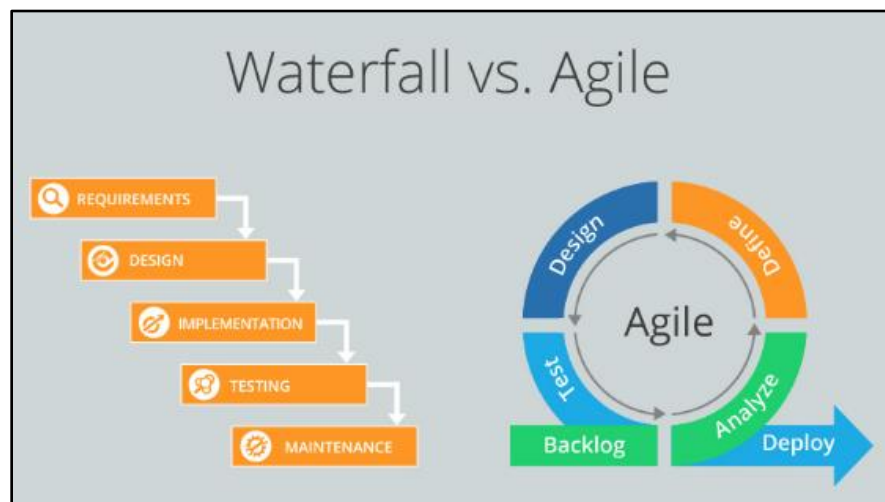 Waterfall vs. Agile
REQUIREMENTS
DESIGN
IMPLEMENTATION
TESTING
MAINTENANCE
Design
Define
Agile
Test
Analyze
Backlog
Deploy